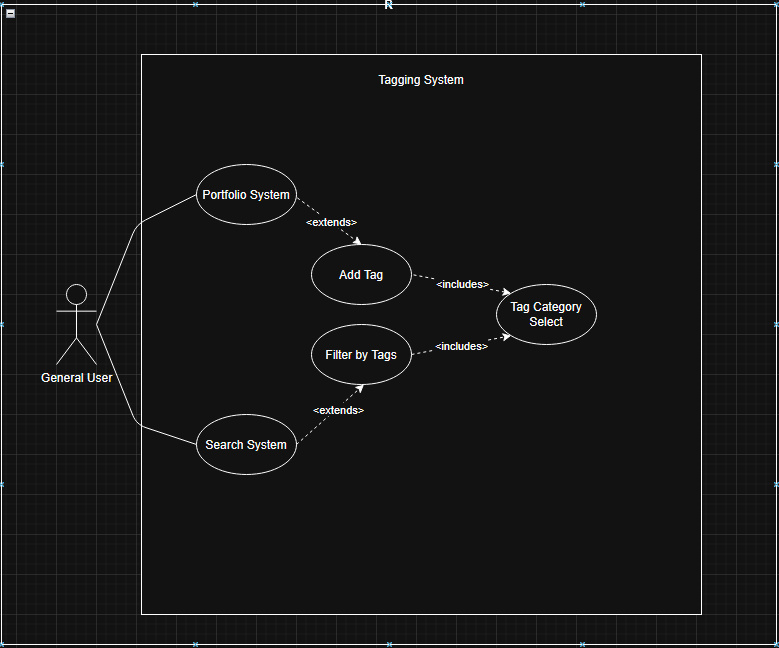 R
Tagging System
Portfolio System
<extends>
Add Tag
<includes>
Tag Category
Select
Filter by Tags
<includes>
General User
<extends>
Search System